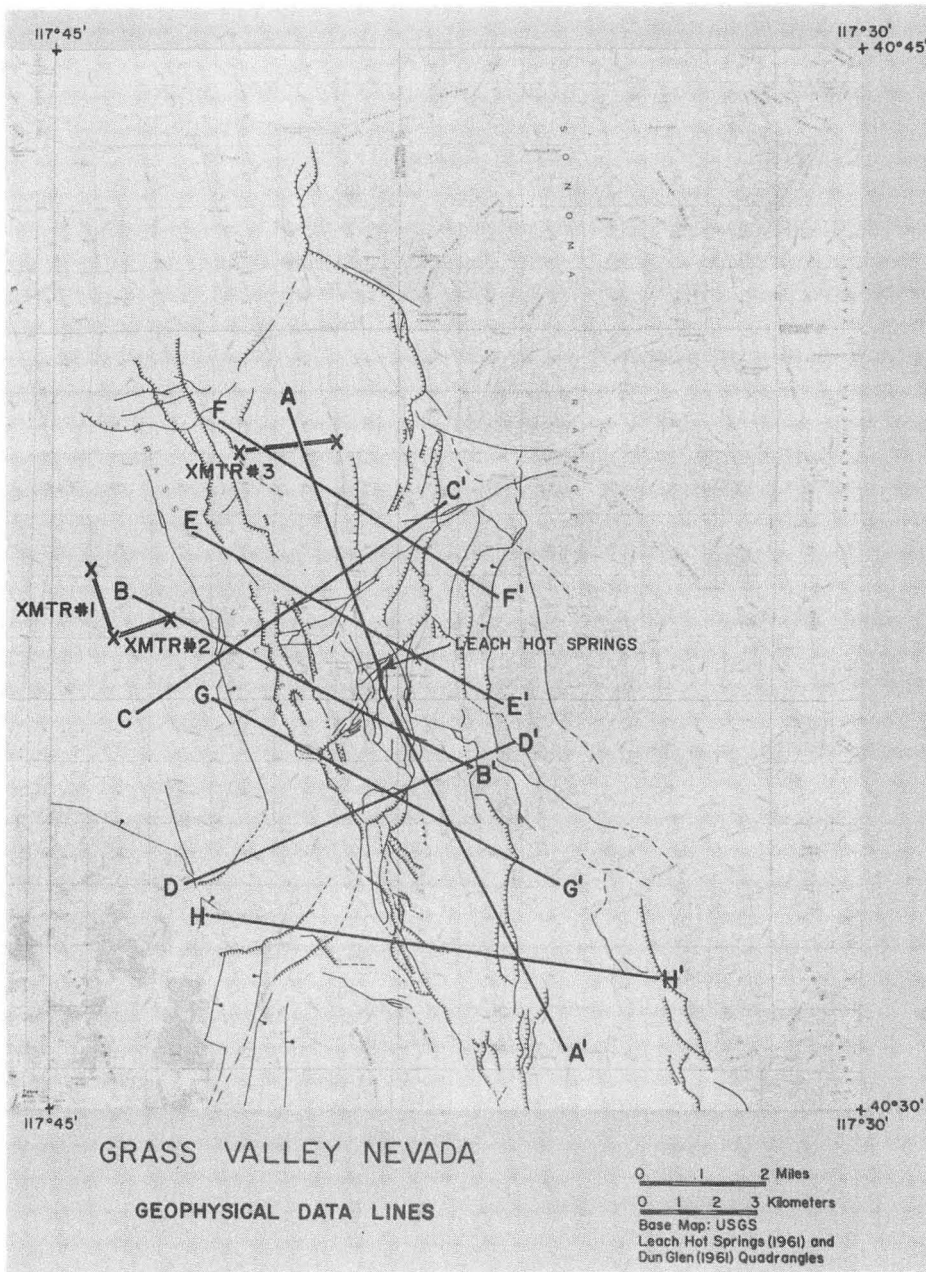 117°45'
117°30'
40°45'
S
O
N
O
M
A
A
F
X
X
XMTR#3
C'
E
X
B
F'
XMTR#1
X
X
XMTR#2
LEACH HOT SPRINGS
G
E'
C
D'
B'
D
G'
H
H'
A'
40°30'
117°45'
117°30'
GRASS VALLEY NEVADA
GEOPHYSICAL DATA LINES
0 1 2 Miles
0 1 2 3 Kilometers
Base Map: USGS
Leach Hot Springs (1961) and
Dun Glen (1961) Quadrangles